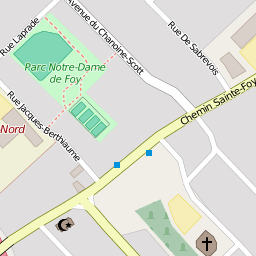 Rue Laprade
Avenue du Chanoine-Scott
Rue De Sabrevois
Parc Notre-Dame
de Foy
Chemin Sainte-Foy
Rue Jacques-Berthiaume
Nord